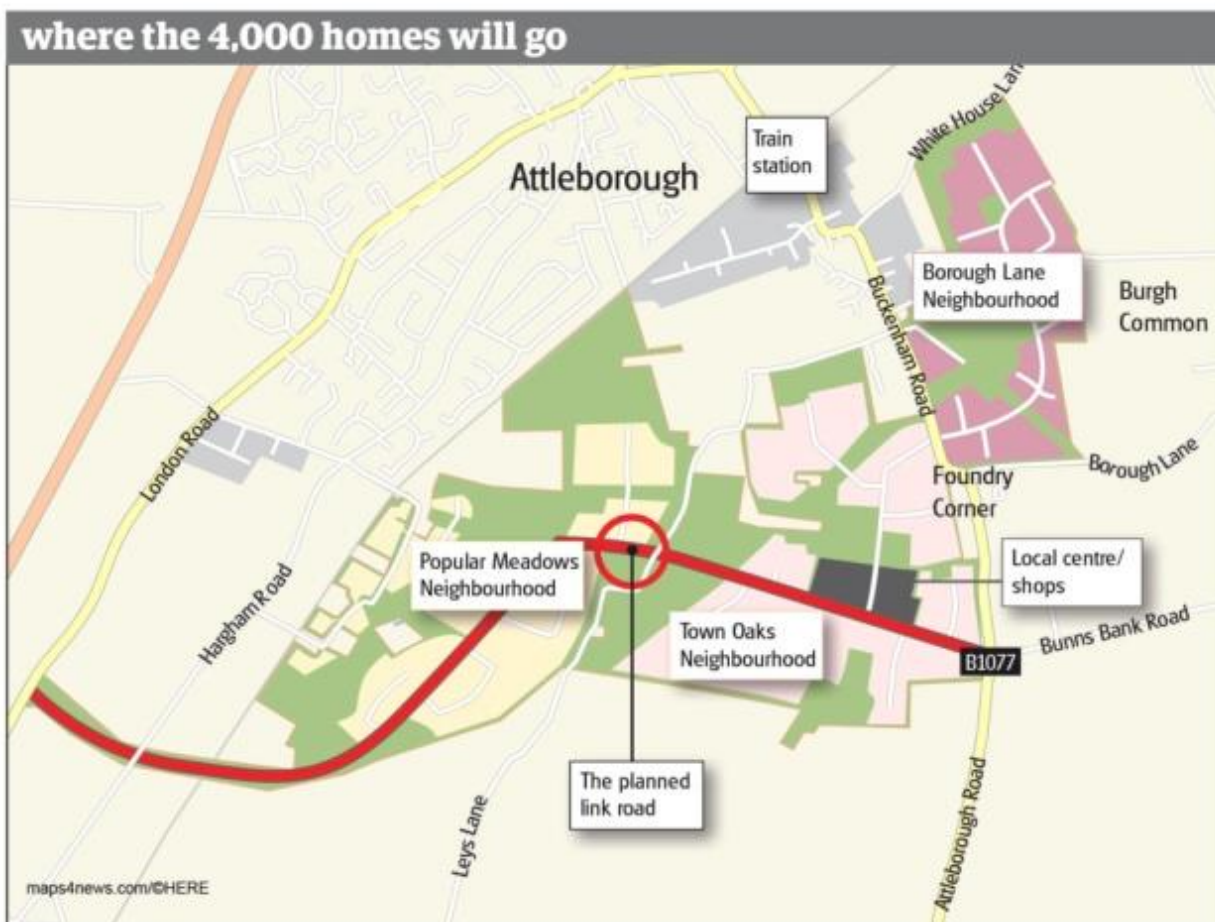 where the 4,000 homes will go
White House Lane
Train
station
Attleborough
Borough Lane
Neighbourhood
Burgh
Common
Buckenham Road
London Road
Borough Lane
Foundry
Corner
Popular Meadows
Neighbourhood
Local centre/
shops
Hargham Road
Town Oaks
Neighbourhood
Bunns Bank Road
B1077
The planned
link road
Leys Lane
Attleborough Road
maps4news.com/©HERE